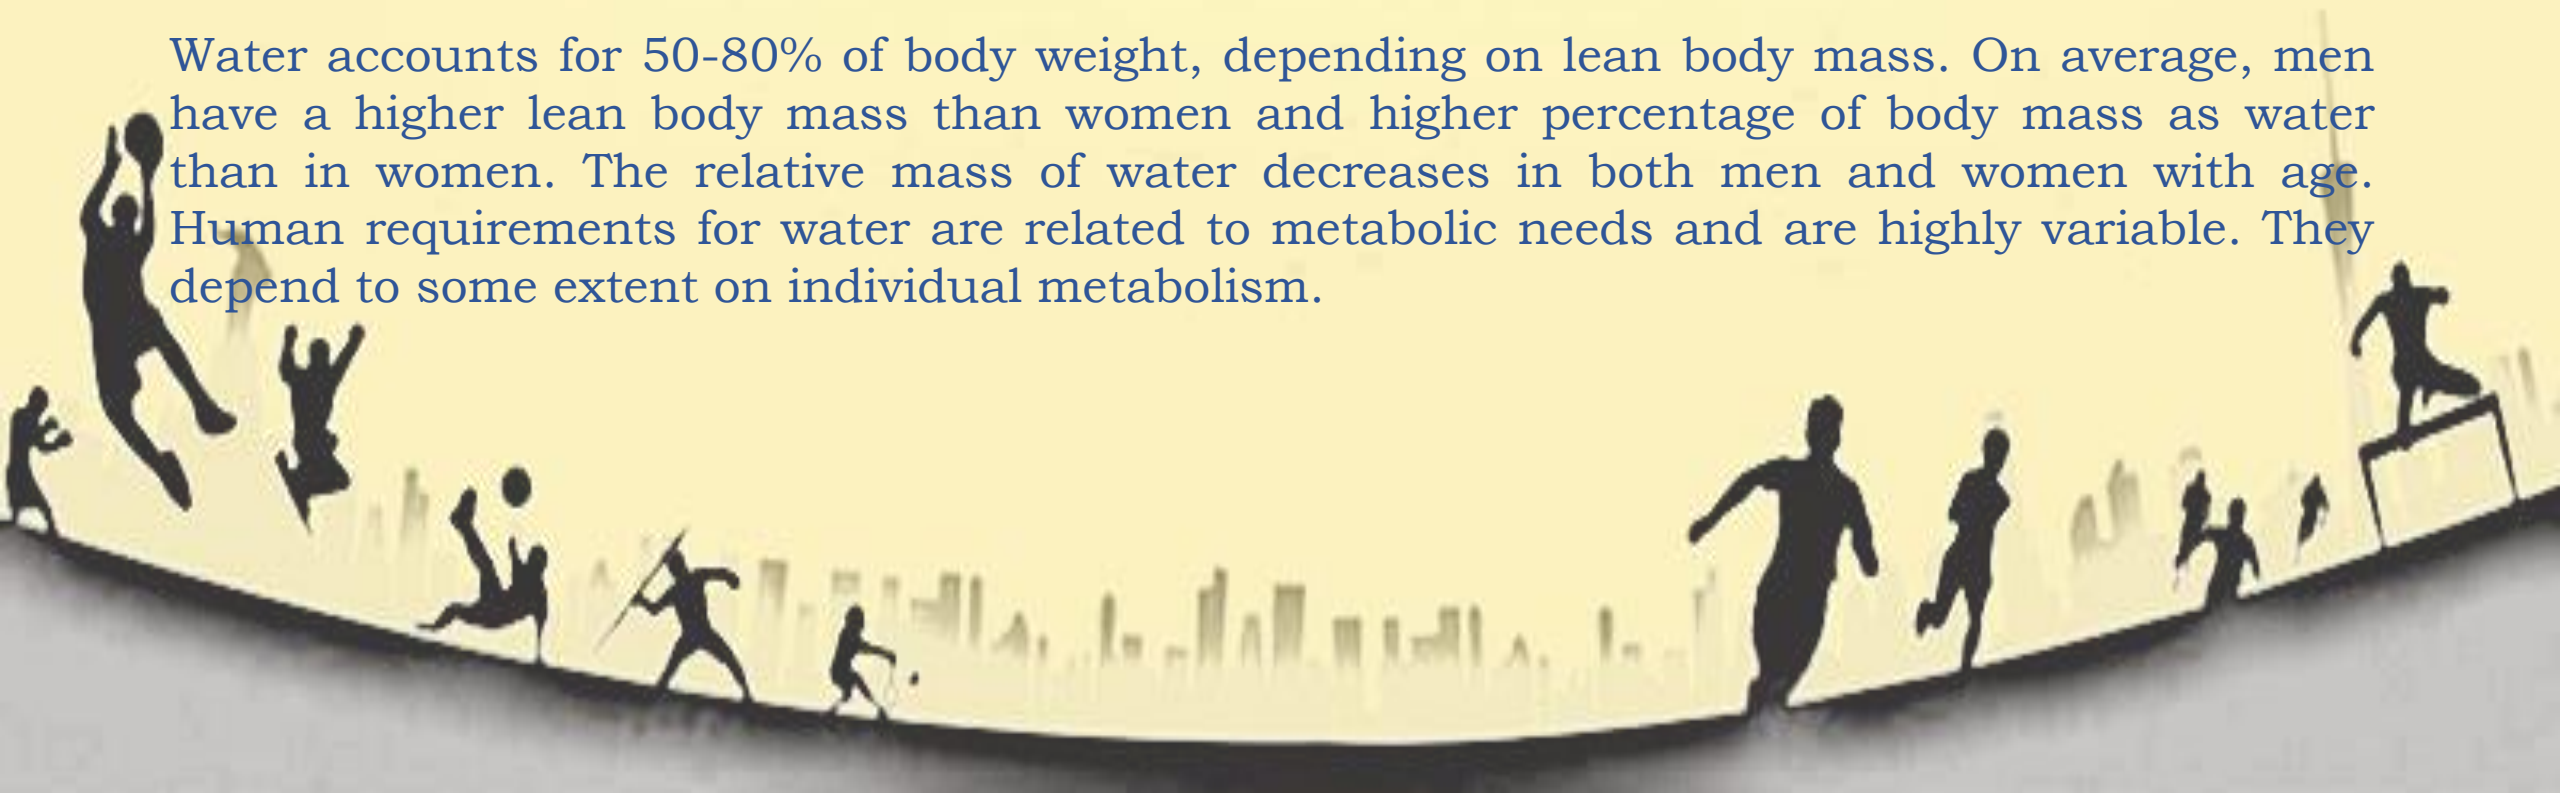 Water accounts for 50-80% of body weight, depending on lean body mass. On average, men
have a higher lean body mass than women and higher percentage of body mass as water
than in women. The relative mass of water decreases in both men and women with age.
Human requirements for water are related to metabolic needs and are highly variable. They
depend to some extent on individual metabolism.